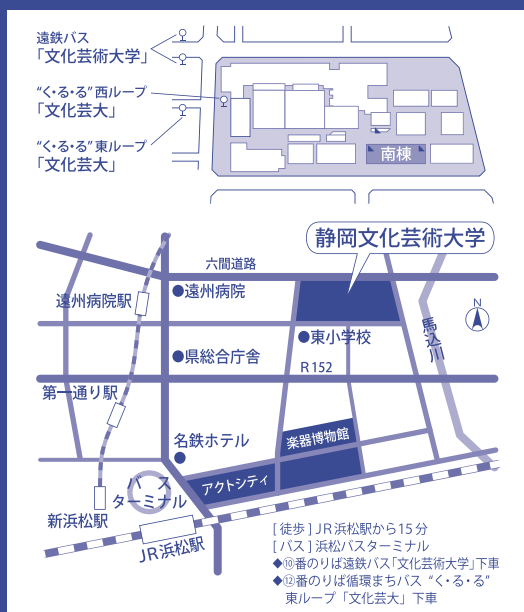 遠鉄バス
「文化芸術大学」
“く・る・る”西ループ
「文化芸大」
“く・る・る”東ループ
「文化芸大」
南棟
静岡文化芸術大学
六間道路
遠州病院駅
●遠州病院
N
馬込川
●東小学校
●県総合庁舎
R152
第一通り駅
名鉄ホテル
●
楽器博物館
アクトシティ
バス
ターミナル
新浜松駅
JR浜松駅
[徒歩]JR浜松駅から15分
[バス]浜松バスターミナル
◆⑩番のりば遠鉄バス「文化芸術大学」下車
◆⑫番のりば循環まちバス “く・る・る”
東ループ「文化芸大」下車